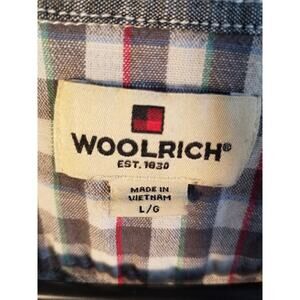 WOOLRICH®
EST. 1830
MADE IN
VIETNAM
L/G